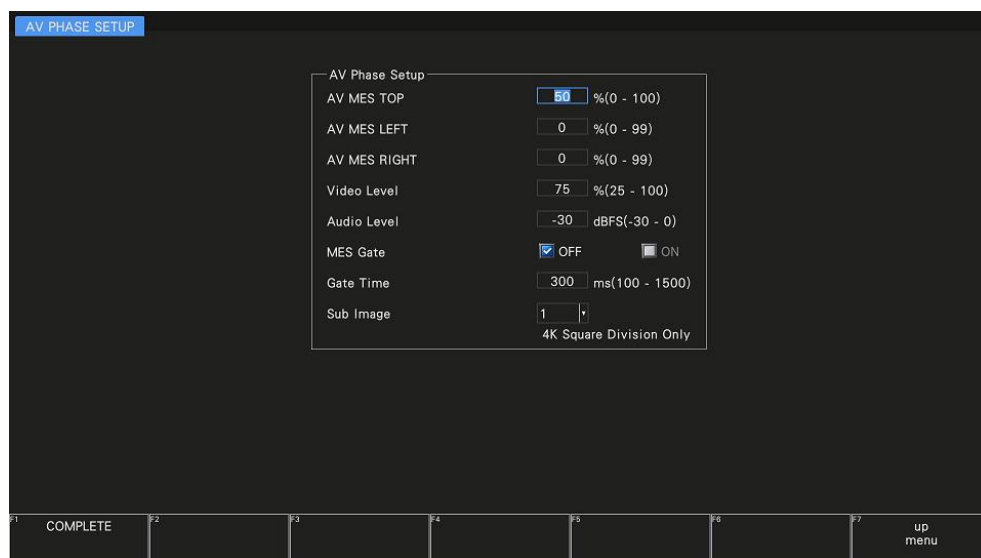 AV PHASE SETUP
AV Phase Setup
AV MES TOP 50 %(0 - 100)
AV MES LEFT 0 %(0 - 99)
AV MES RIGHT 0 %(0 - 99)
Video Level 75 %(25 - 100)
Audio Level -30 dBFS(-30 - 0)
MES Gate OFF ON
Gate Time 300 ms(100 - 1500)
Sub Image 1
4K Square Division Only
F1 COMPLETE F2 F3 F4 F5 F6 F7 up
menu